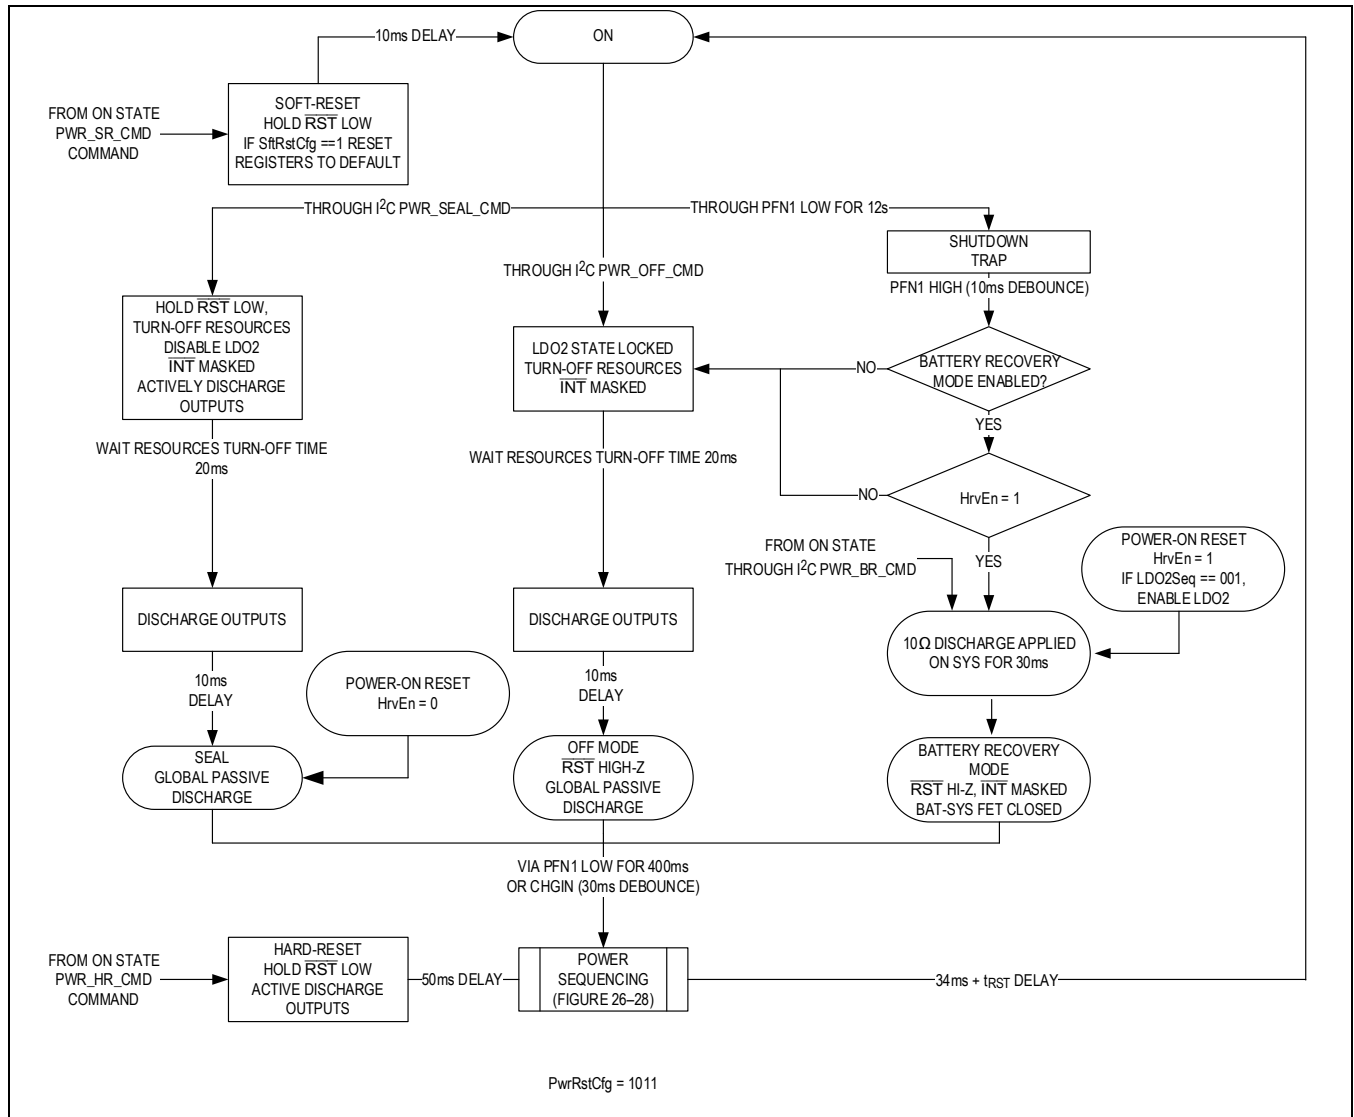 10ms DELAY
ON
FROM ON STATE
PWR_SR_CMD
COMMAND
SOFT-RESET
HOLD R̅S̅T̅ LOW
IF SftRstCfg ==1 RESET
REGISTERS TO DEFAULT
THROUGH I²C PWR_SEAL_CMD
THROUGH PFN1 LOW FOR 12s
SHUTDOWN
TRAP
THROUGH I²C PWR_OFF_CMD
PFN1 HIGH (10ms DEBOUNCE)
HOLD R̅S̅T̅ LOW,
TURN-OFF RESOURCES
DISABLE LDO2
I̅N̅T̅ MASKED
ACTIVELY DISCHARGE
OUTPUTS
LDO2 STATE LOCKED
TURN-OFF RESOURCES
I̅N̅T̅ MASKED
NO
BATTERY RECOVERY
MODE ENABLED?
YES
WAIT RESOURCES TURN-OFF TIME
20ms
WAIT RESOURCES TURN-OFF TIME 20ms
NO
HrvEn = 1
YES
FROM ON STATE
THROUGH I²C PWR_BR_CMD
POWER-ON RESET
HrvEn = 1
IF LDO2Seq == 001,
ENABLE LDO2
DISCHARGE OUTPUTS
DISCHARGE OUTPUTS
10Ω DISCHARGE APPLIED
ON SYS FOR 30ms
10ms
DELAY
POWER-ON RESET
HrvEn = 0
10ms
DELAY
SEAL
GLOBAL PASSIVE
DISCHARGE
OFF MODE
R̅S̅T̅ HIGH-Z
GLOBAL PASSIVE
DISCHARGE
BATTERY RECOVERY
MODE
R̅S̅T̅ HI-Z, I̅N̅T̅ MASKED
BAT-SYS FET CLOSED
VIA PFN1 LOW FOR 400ms
OR CHGIN (30ms DEBOUNCE)
FROM ON STATE
PWR_HR_CMD
COMMAND
HARD-RESET
HOLD R̅S̅T̅ LOW
ACTIVE DISCHARGE
OUTPUTS
50ms DELAY
POWER
SEQUENCING
(FIGURE 26–28)
34ms + tRST DELAY
PwrRstCfg = 1011